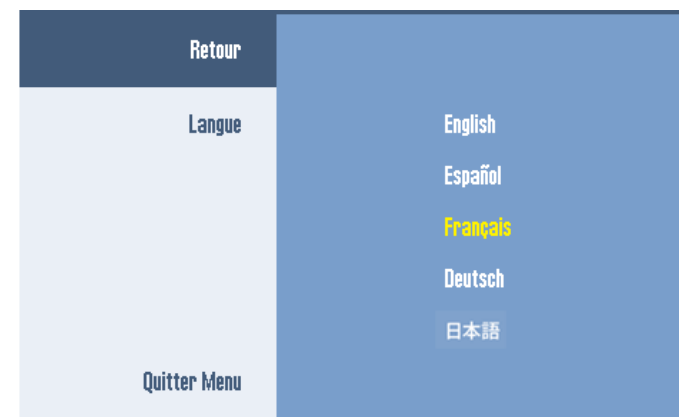 Retour
Langue
English
Español
Français
Deutsch
日本語
Quitter Menu